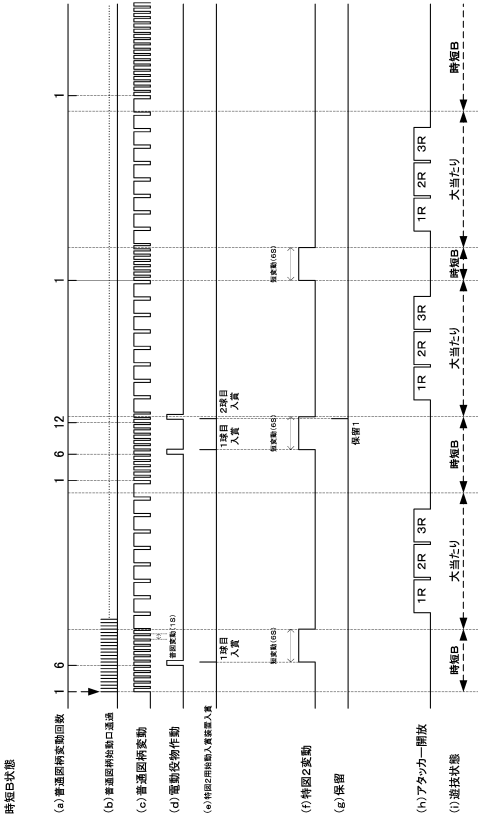 時短B状態
(a)普通図柄変動回数
1
6
1
6
12
1
1
(b)普通図柄始動口通過
(c)普通図柄変動
普図変動(1S)
(d)電動役物作動
(e)特図2用始動入賞装置入賞
1球目
入賞
1球目
入賞
2球目
入賞
(f)特図2変動
短変動(6S)
短変動(6S)
短変動(6S)
(g)保留
保留1
(h)アタッカー開放
1R
2R
3R
1R
2R
3R
1R
2R
3R
(i)遊技状態
時短B
大当たり
時短B
大当たり
時短B
大当たり
時短B